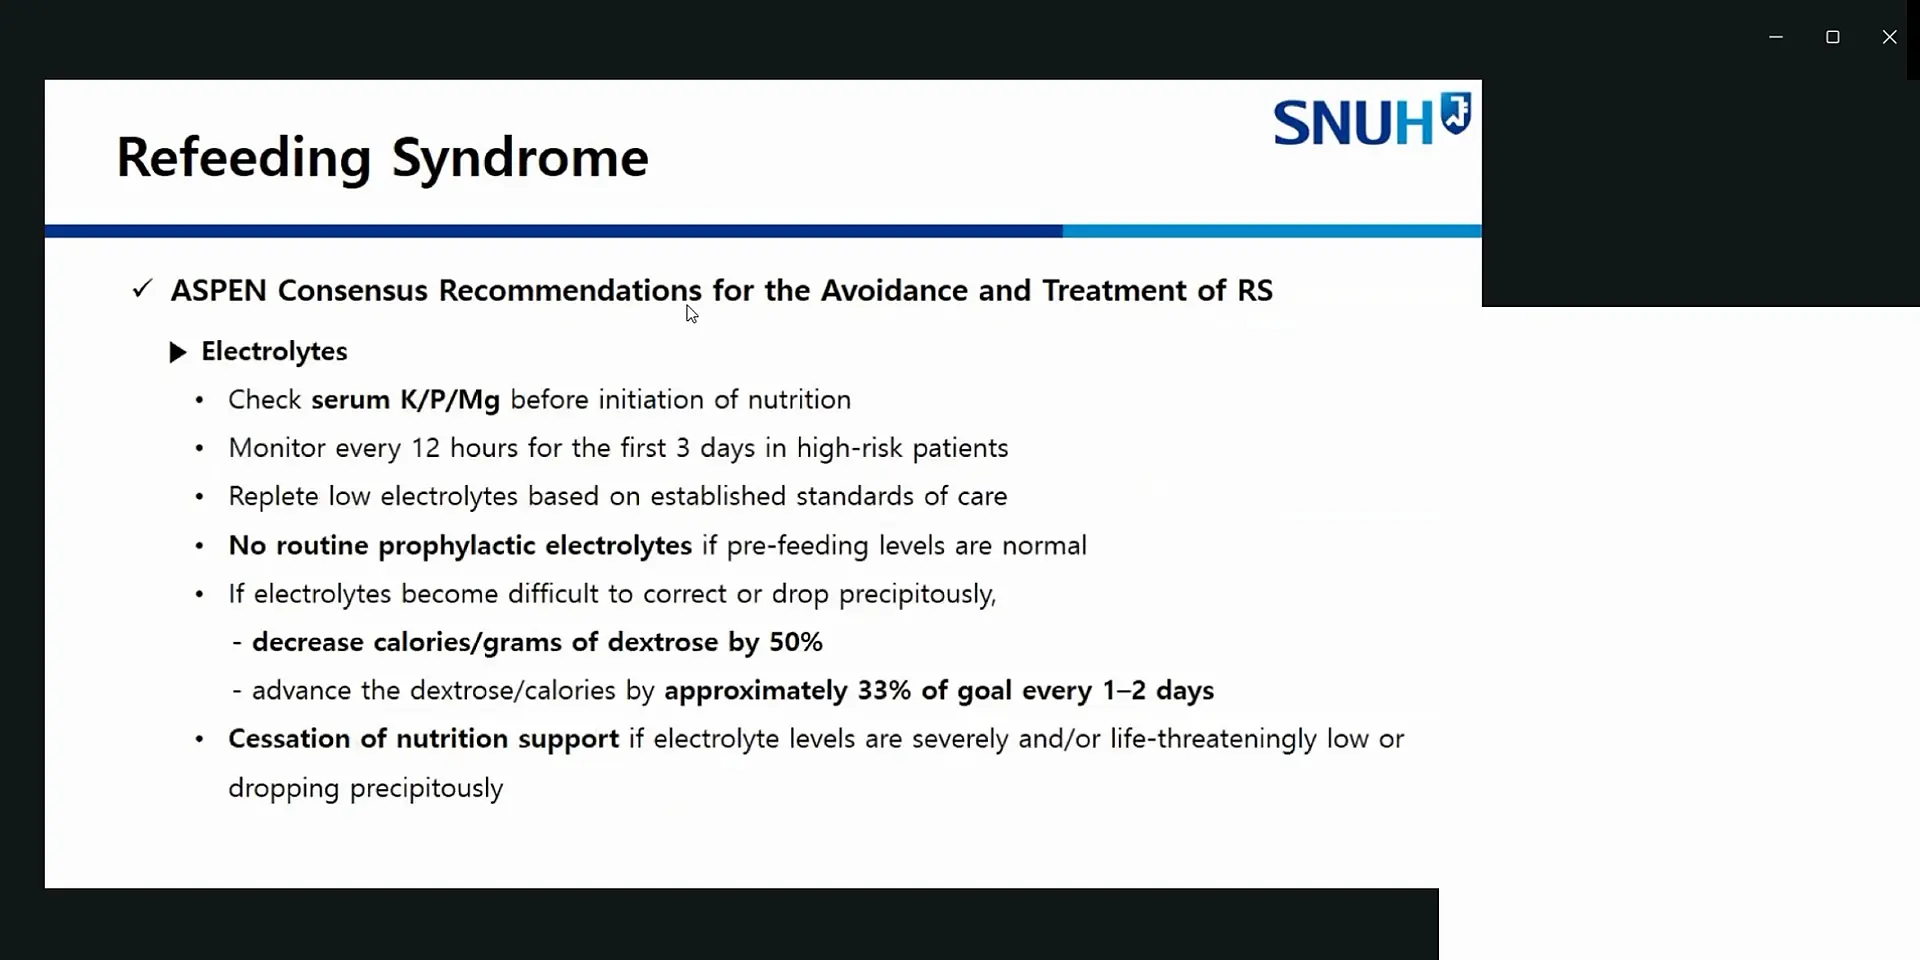 SNUH
Refeeding Syndrome
✓ ASPEN Consensus Recommendations for the Avoidance and Treatment of RS
▶ Electrolytes
• Check serum K/P/Mg before initiation of nutrition
• Monitor every 12 hours for the first 3 days in high-risk patients
• Replete low electrolytes based on established standards of care
• No routine prophylactic electrolytes if pre-feeding levels are normal
• If electrolytes become difficult to correct or drop precipitously,
- decrease calories/grams of dextrose by 50%
- advance the dextrose/calories by approximately 33% of goal every 1–2 days
• Cessation of nutrition support if electrolyte levels are severely and/or life-threateningly low or
dropping precipitously